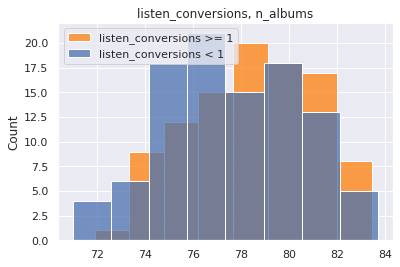 listen_conversions, n_albums
listen_conversions >= 1
listen_conversions < 1
Count
20.0
17.5
15.0
12.5
10.0
7.5
5.0
2.5
0.0
72 74 76 78 80 82 84